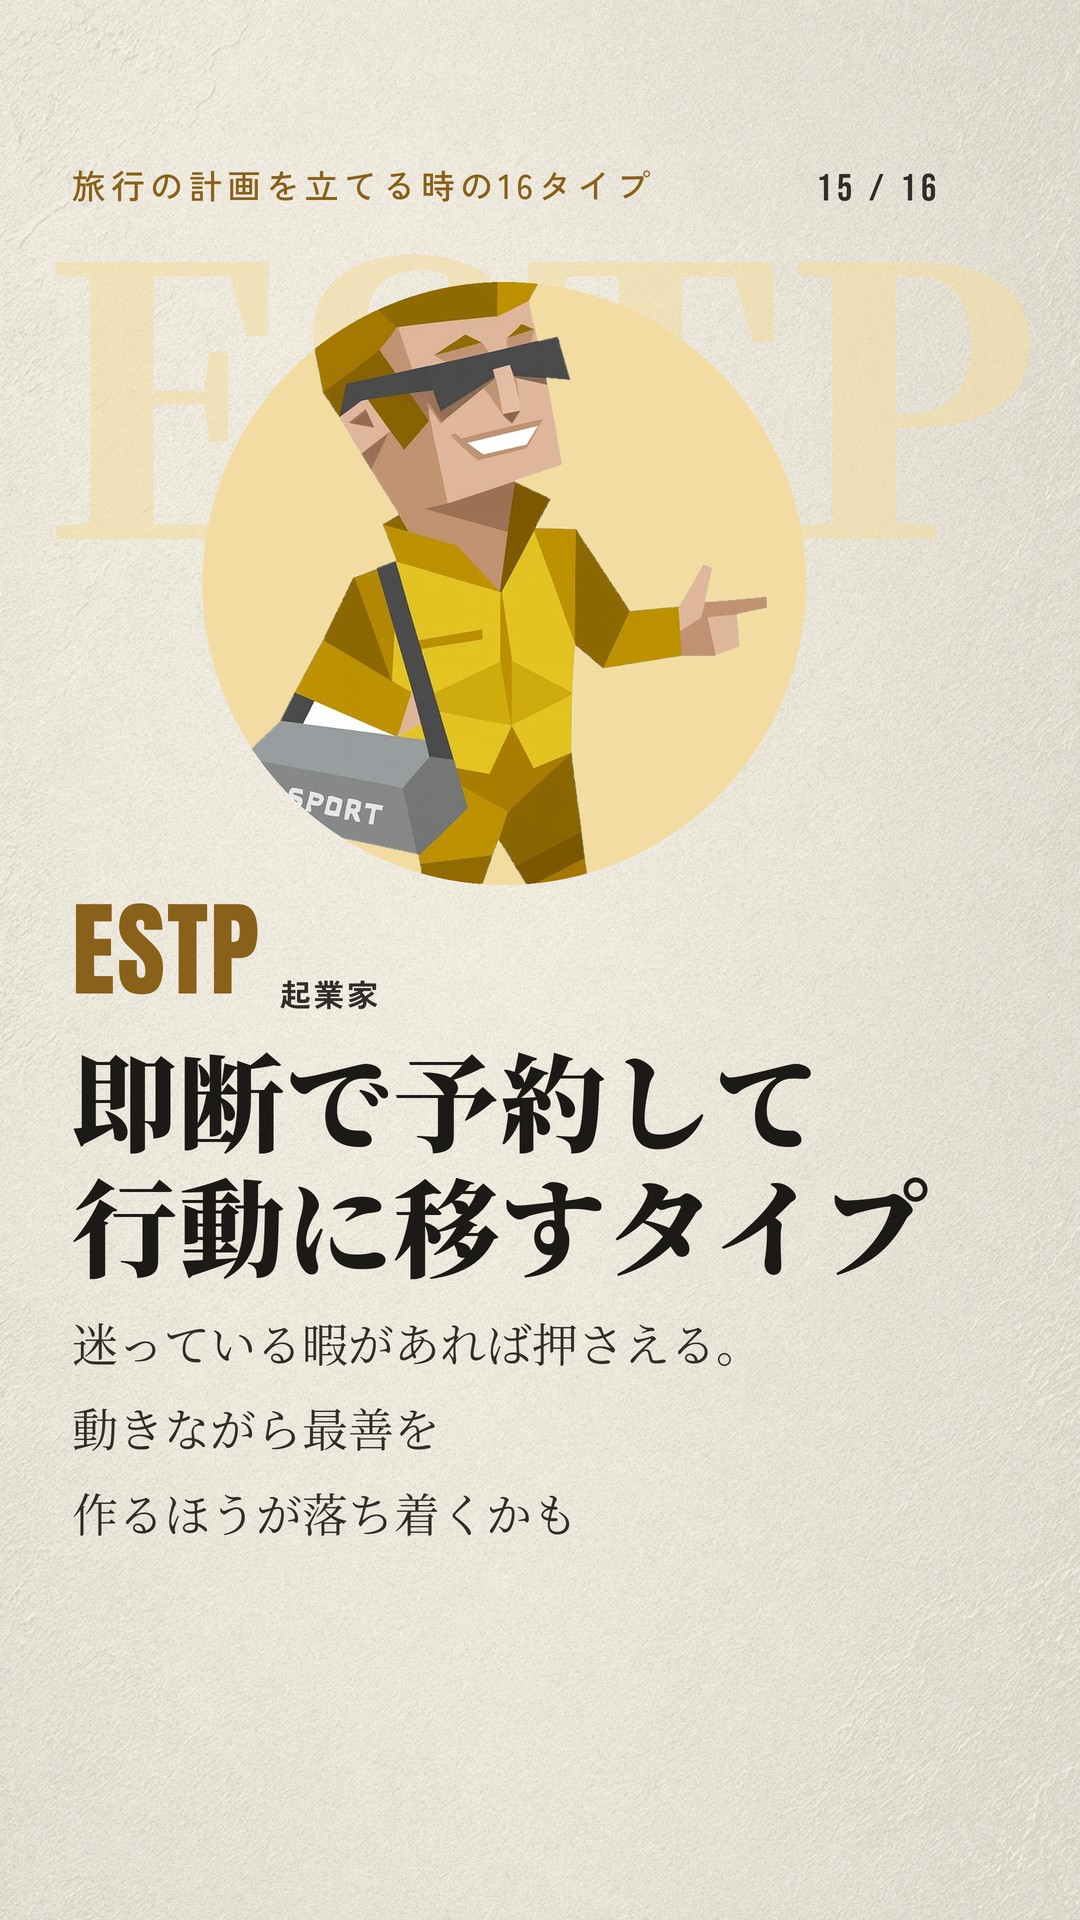 旅行の計画を立てる時の16タイプ
15 / 16
ESTP
SPORT
ESTP
起業家
即断で予約して
行動に移すタイプ
迷っている暇があれば押さえる。
動きながら最善を
作るほうが落ち着くかも